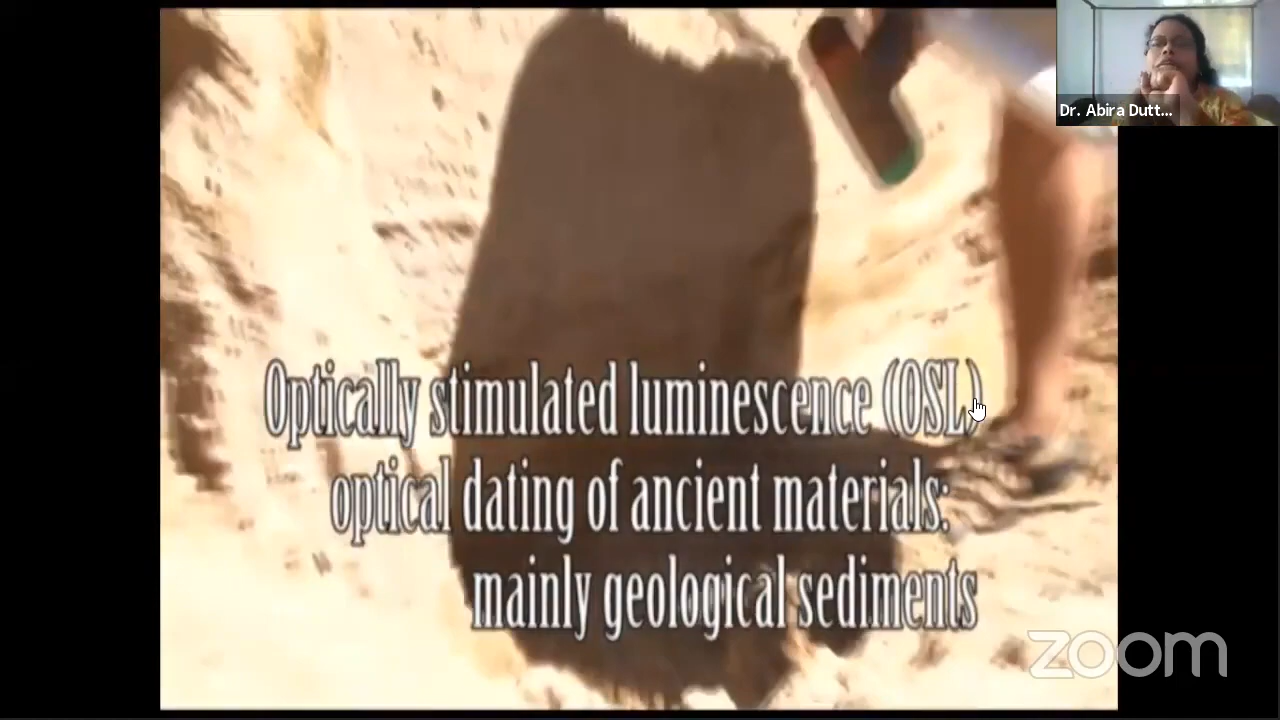 Dr. Abira Dutt...
Optically stimulated luminescence (OSL)
optical dating of ancient materials:
mainly geological sediments
zoom